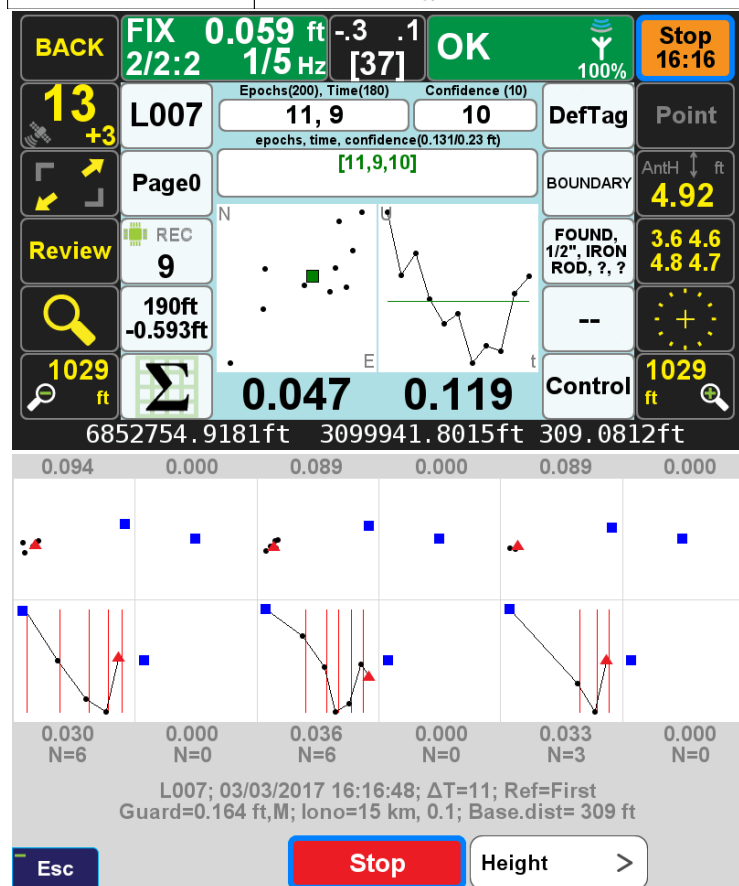 BACK
FIX 0.059 ft
2/2:2 1/5 Hz
-.3 .1
[37]
OK
100%
Stop
16:16
13
+3
L007
Epochs(200), Time(180)
Confidence (10)
11, 9
10
epochs, time, confidence(0.131/0.23 ft)
[11,9,10]
DefTag
Point
Page0
BOUNDARY
AntH ft
4.92
Review
REC
9
N
U
FOUND,
1/2", IRON
ROD, ?, ?
3.6 4.6
4.8 4.7
190ft
-0.593ft
--
E
t
1029
ft
Σ
0.047
0.119
Control
1029
ft
6852754.9181ft 3099941.8015ft 309.0812ft
0.094 0.000 0.089 0.000 0.089 0.000
0.030 0.000 0.036 0.000 0.033 0.000
N=6 N=0 N=6 N=0 N=3 N=0
L007; 03/03/2017 16:16:48; ΔT=11; Ref=First
Guard=0.164 ft,M; Iono=15 km, 0.1; Base.dist= 309 ft
Esc
Stop
Height >